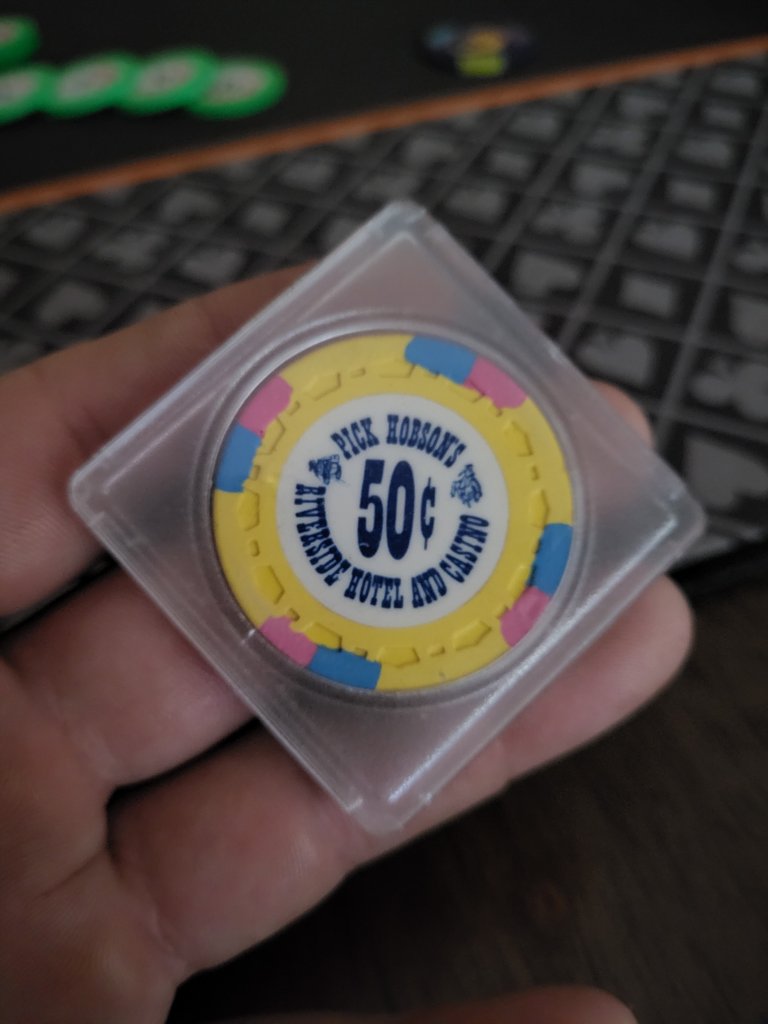 PICK HOBSON'S
50¢
RIVERSIDE HOTEL AND CASINO